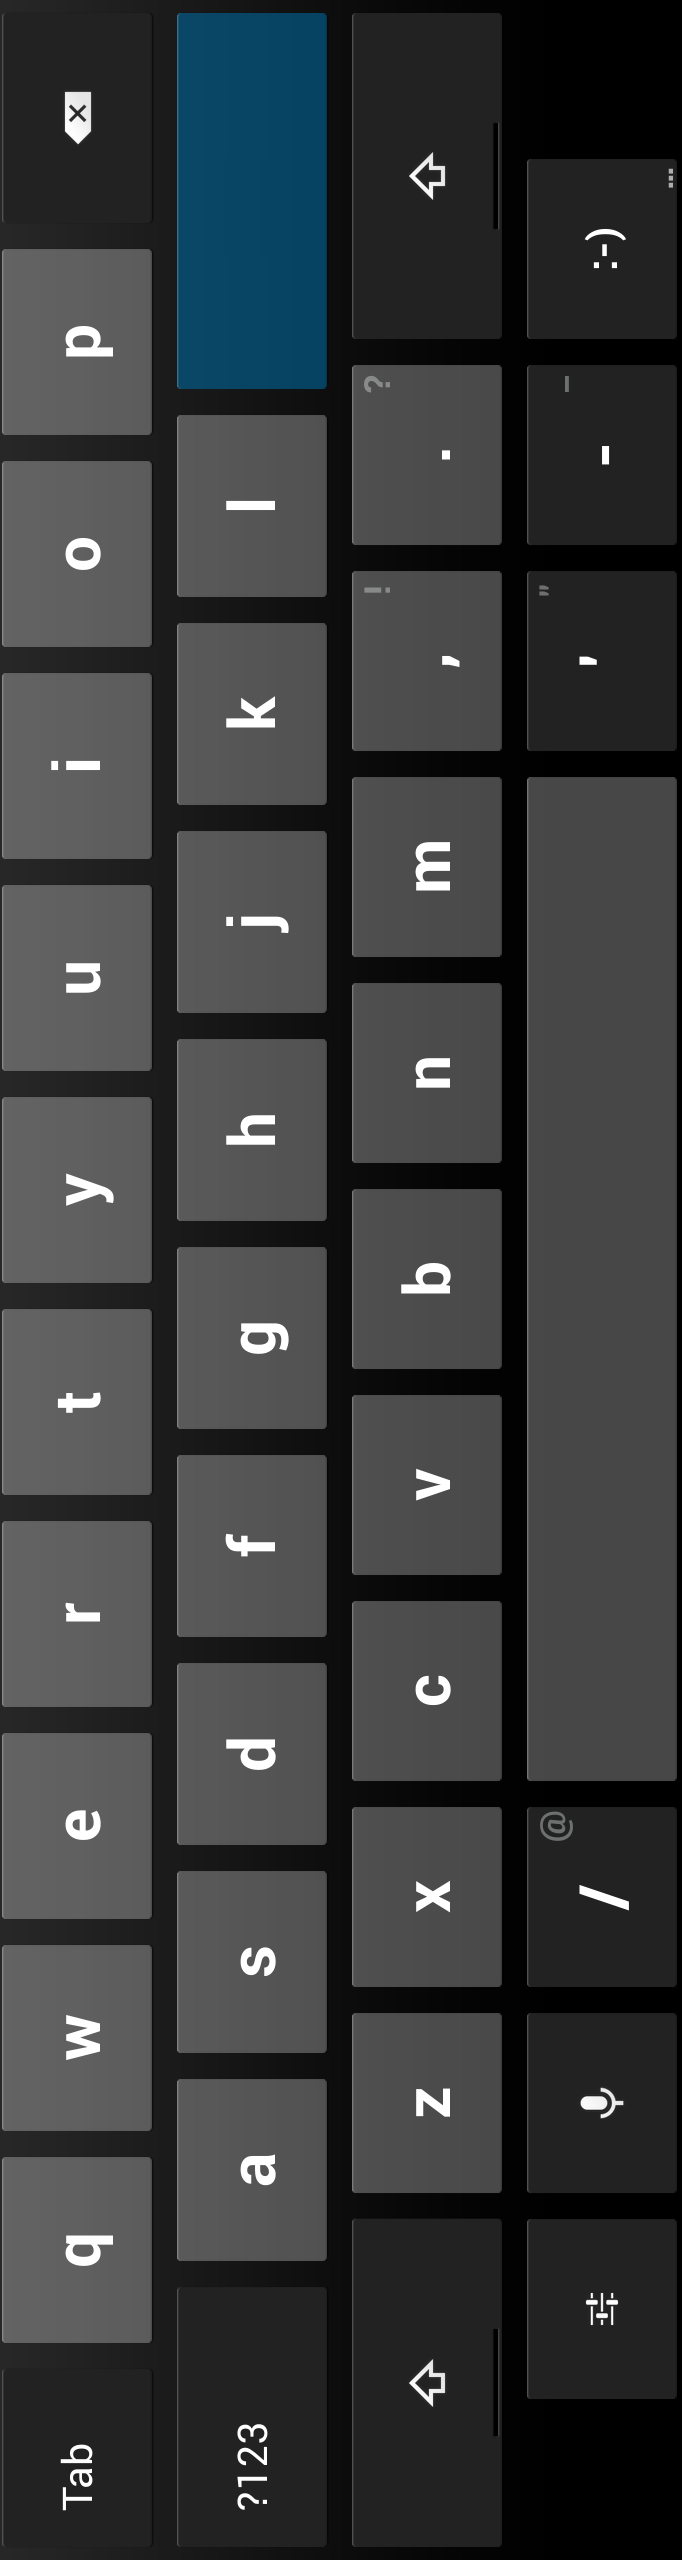 Tab q w e r t y u i o p
?123 a s d f g h j k l
z x c v b n m , ! . ?
/ @ ' " - _ :-) ...